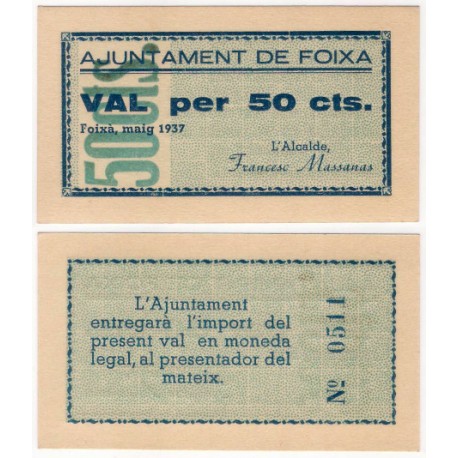 AJUNTAMENT DE FOIXA
VAL per 50 cts.
Foixà, maig 1937
L'Alcalde,
Francesc Massanas
50 cts.
L'Ajuntament
entregarà l'import del
present val en moneda
legal, al presentador del
mateix.
Nº 0511